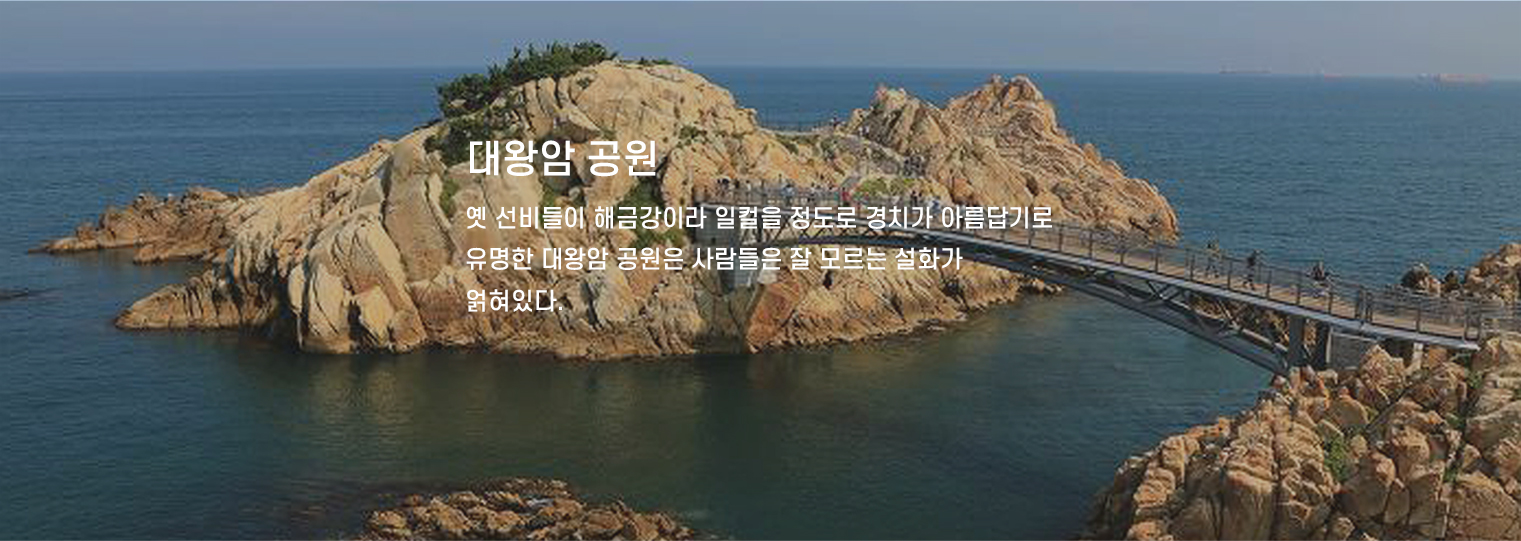 대왕암 공원
옛 선비들이 해금강이라 일컬을 정도로 경치가 아름답기로
유명한 대왕암 공원은 사람들은 잘 모르는 설화가
얽혀있다.